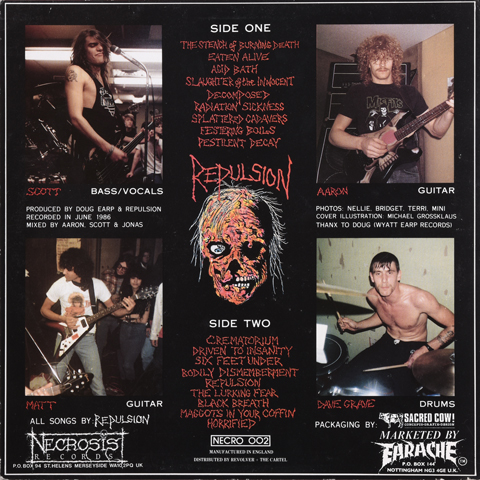 SIDE ONE
THE STENCH of BURNING DEATH
EATEN ALIVE
ACID BATH
SLAUGHTER of the INNOCENT
DECOMPOSED
RADIATION SICKNESS
SPLATTERED CADAVERS
FESTERING BOILS
PESTILENT DECAY
MISFITS
SCOTT BASS/VOCALS
PRODUCED BY DOUG EARP & REPULSION
RECORDED IN JUNE 1986
MIXED BY AARON, SCOTT & JONAS
REPULSION
AARON GUITAR
PHOTOS: NELLIE, BRIDGET, TERRI, MINI
COVER ILLUSTRATION: MICHAEL GROSSKLAUS
THANX TO DOUG (WYATT EARP RECORDS)
SIDE TWO
CREMATORIUM
DRIVEN TO INSANITY
SIX FEET UNDER
BODILY DISMEMBERMENT
REPULSION
THE LURKING FEAR
BLACK BREATH
MAGGOTS IN YOUR COFFIN
HORRIFIED
MATT GUITAR
ALL SONGS BY: REPULSION
NECROSIS
RECORDS
P.O.BOX 94 ST.HELENS MERSEYSIDE WA10 2PQ UK
NECRO 002
MANUFACTURED IN ENGLAND
DISTRIBUTED BY REVOLVER - THE CARTEL
DAVE GRAVE DRUMS
PACKAGING BY:
SACRED COW!
MARKETED BY
EARACHE
P.O. BOX 144
NOTTINGHAM NG3 4GE U.K.